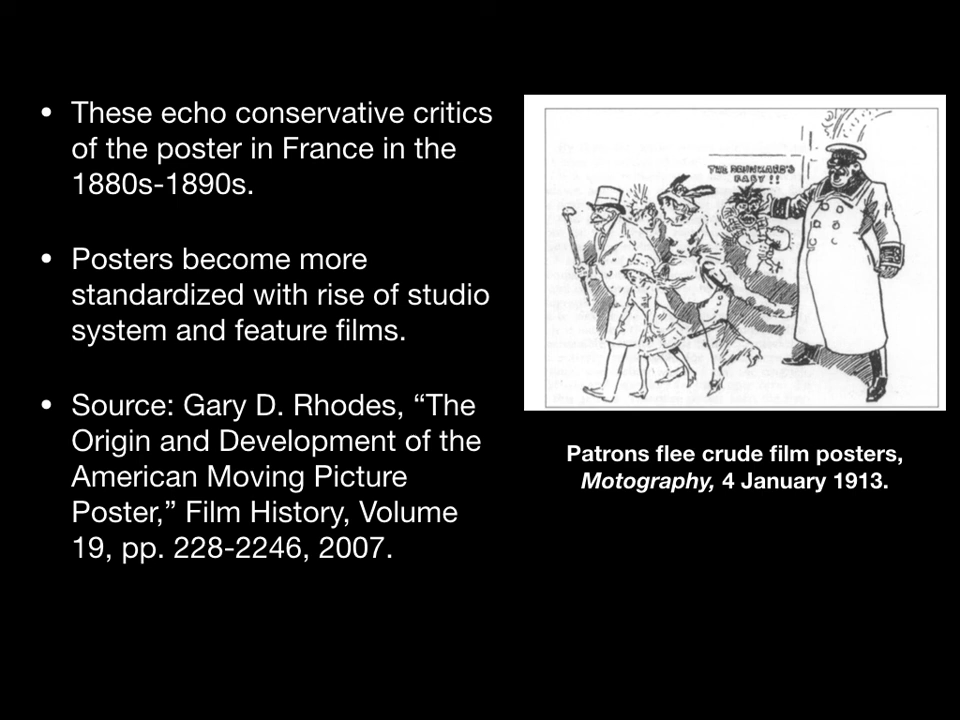 • These echo conservative critics
of the poster in France in the
1880s-1890s.
• Posters become more
standardized with rise of studio
system and feature films.
• Source: Gary D. Rhodes, “The
Origin and Development of the
American Moving Picture
Poster,” Film History, Volume
19, pp. 228-2246, 2007.
THE
PAST!!
Patrons flee crude film posters,
Motography, 4 January 1913.